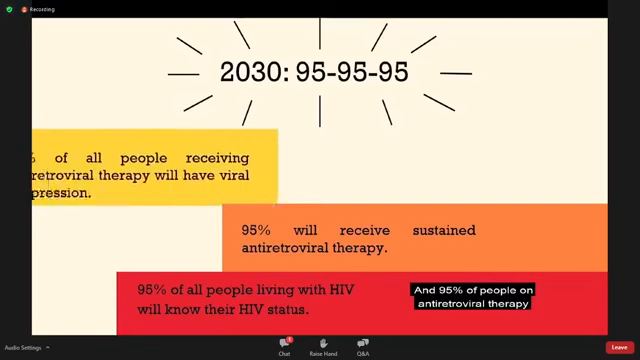 Recording
2030: 95-95-95
% of all people receiving
retroviral therapy will have viral
pression.
95% will receive sustained
antiretroviral therapy.
95% of all people living with HIV
will know their HIV status.
And 95% of people on
antiretroviral therapy
Audio Settings
Chat
1
Raise Hand
Q&A
Leave